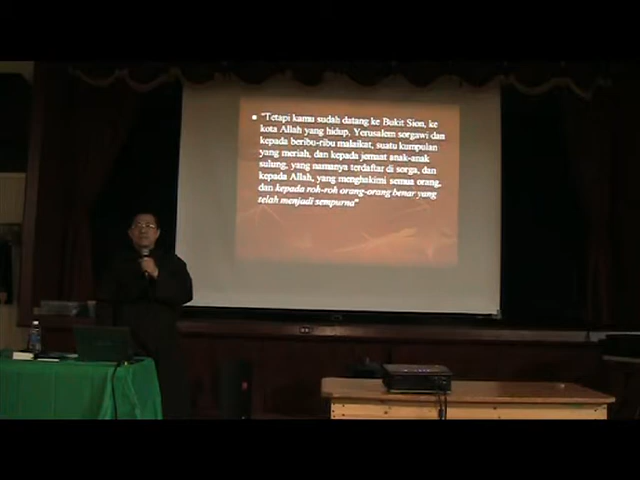 "Tetapi kamu sudah datang ke Bukit Sion, ke
kota Allah yang hidup, Yerusalem sorgawi dan
kepada beribu-ribu malaikat, suatu kumpulan
yang meriah, dan kepada jemaat anak-anak
sulung, yang namanya terdaftar di sorga, dan
kepada Allah, yang menghakimi semua orang,
dan kepada roh-roh orang-orang benar yang
telah menjadi sempurna"